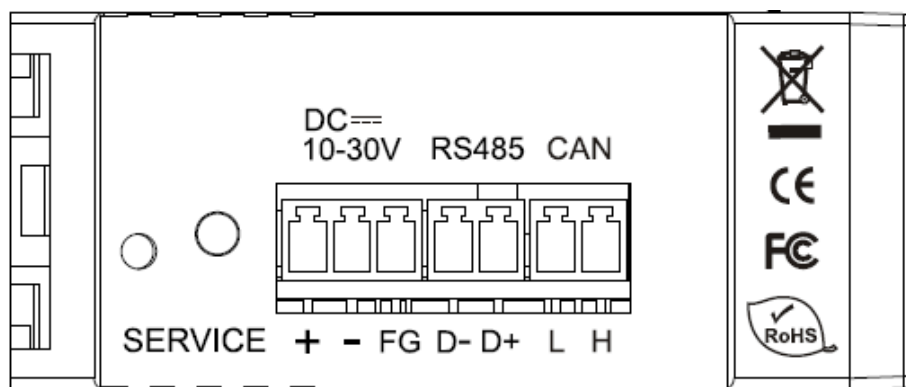 DC
10-30V RS485 CAN
SERVICE + - FG D- D+ L H
CE
FC
RoHS